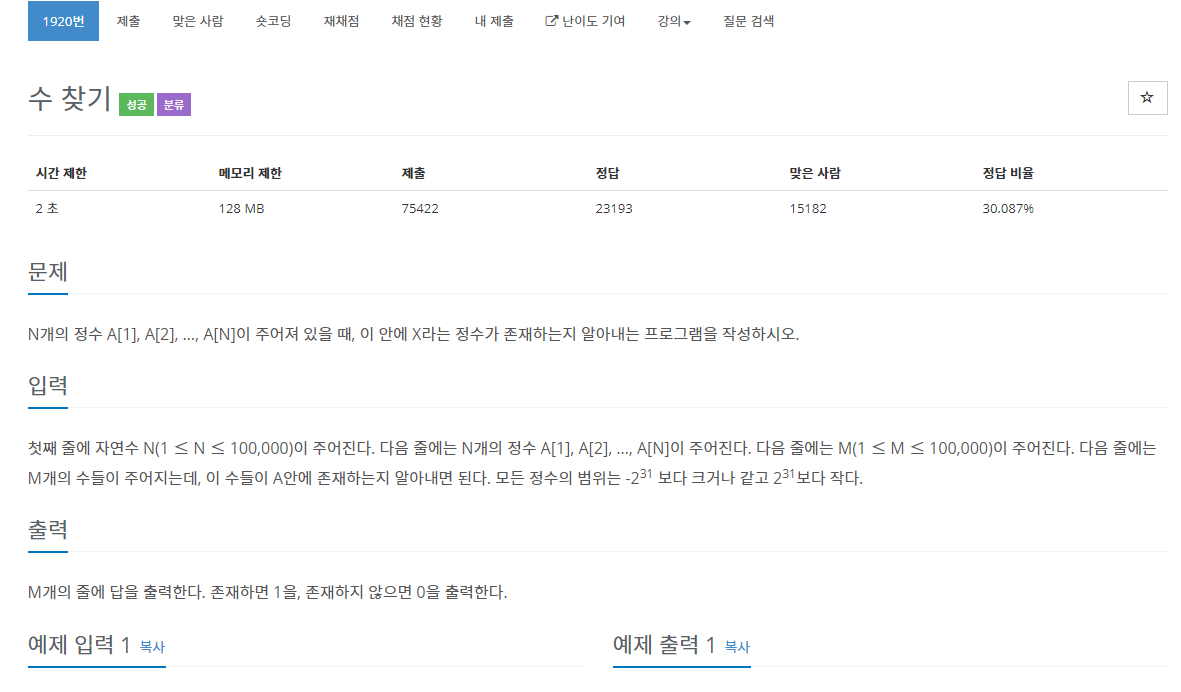 1920번 제출 맞은 사람 숏코딩 재채점 채점 현황 내 제출 난이도 기여 강의 질문 검색
수 찾기 성공 분류
시간 제한 메모리 제한 제출 정답 맞은 사람 정답 비율
2 초 128 MB 75422 23193 15182 30.087%
문제
N개의 정수 A[1], A[2], ..., A[N]이 주어져 있을 때, 이 안에 X라는 정수가 존재하는지 알아내는 프로그램을 작성하시오.
입력
첫째 줄에 자연수 N(1 ≤ N ≤ 100,000)이 주어진다. 다음 줄에는 N개의 정수 A[1], A[2], ..., A[N]이 주어진다. 다음 줄에는 M(1 ≤ M ≤ 100,000)이 주어진다. 다음 줄에는
M개의 수들이 주어지는데, 이 수들이 A안에 존재하는지 알아내면 된다. 모든 정수의 범위는 -2³¹ 보다 크거나 같고 2³¹보다 작다.
출력
M개의 줄에 답을 출력한다. 존재하면 1을, 존재하지 않으면 0을 출력한다.
예제 입력 1 복사 예제 출력 1 복사